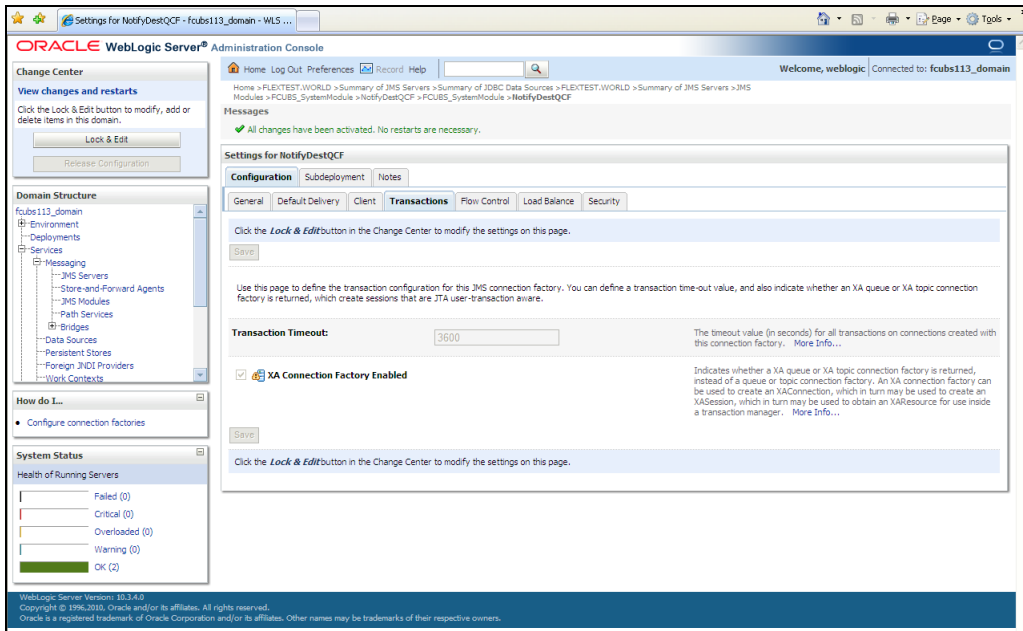 Settings for NotifyDestQCF - fcubs113_domain - WLS ...
Page
Tools
ORACLE WebLogic Server® Administration Console
Change Center
View changes and restarts
Click the Lock & Edit button to modify, add or
delete items in this domain.
Lock & Edit
Release Configuration
Domain Structure
fcubs113_domain
Environment
Deployments
Services
Messaging
JMS Servers
Store-and-Forward Agents
JMS Modules
Path Services
Bridges
Data Sources
Persistent Stores
Foreign JNDI Providers
Work Contexts
How do I...
Configure connection factories
System Status
Health of Running Servers
Failed (0)
Critical (0)
Overloaded (0)
Warning (0)
OK (2)
Home Log Out Preferences Record Help
Welcome, weblogic Connected to: fcubs113_domain
Home >FLEXTEST.WORLD >Summary of JMS Servers >Summary of JDBC Data Sources >FLEXTEST.WORLD >Summary of JMS Servers >JMS
Modules >FCUBS_SystemModule >NotifyDestQCF >FCUBS_SystemModule >NotifyDestQCF
Messages
All changes have been activated. No restarts are necessary.
Settings for NotifyDestQCF
Configuration Subdeployment Notes
General Default Delivery Client Transactions Flow Control Load Balance Security
Click the Lock & Edit button in the Change Center to modify the settings on this page.
Save
Use this page to define the transaction configuration for this JMS connection factory. You can define a transaction time-out value, and also indicate whether an XA queue or XA topic connection
factory is returned, which create sessions that are JTA user-transaction aware.
Transaction Timeout:
3600
The timeout value (in seconds) for all transactions on connections created with
this connection factory. More Info...
XA Connection Factory Enabled
Indicates whether a XA queue or XA topic connection factory is returned,
instead of a queue or topic connection factory. An XA connection factory can
be used to create an XAConnection, which in turn may be used to create an
XASession, which in turn may be used to obtain an XAResource for use inside
a transaction manager. More Info...
Save
Click the Lock & Edit button in the Change Center to modify the settings on this page.
WebLogic Server Version: 10.3.4.0
Copyright © 1996,2010, Oracle and/or its affiliates. All rights reserved.
Oracle is a registered trademark of Oracle Corporation and/or its affiliates. Other names may be trademarks of their respective owners.